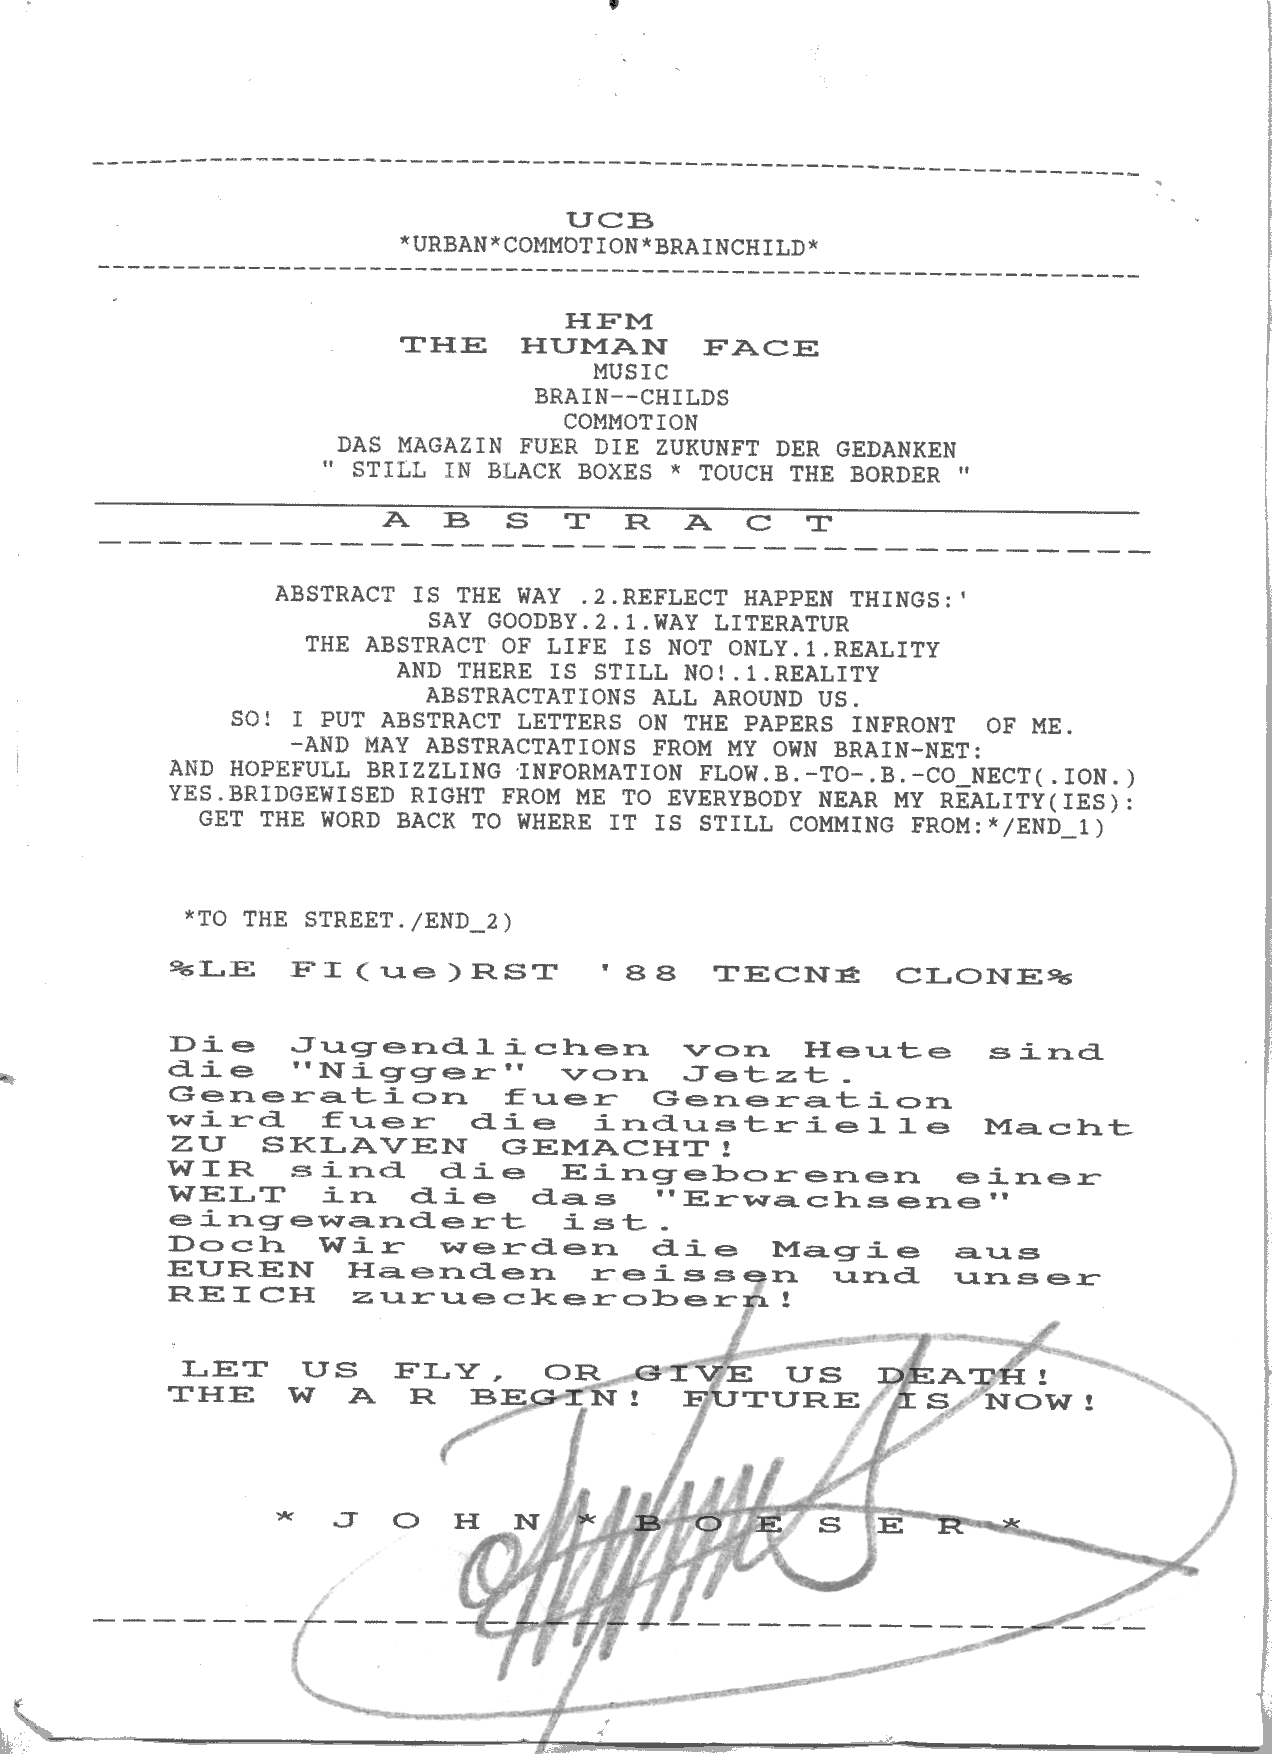 UCB
*URBAN*COMMOTION*BRAINCHILD*
HFM
THE HUMAN FACE
MUSIC
BRAIN--CHILDS
COMMOTION
DAS MAGAZIN FUER DIE ZUKUNFT DER GEDANKEN
" STILL IN BLACK BOXES * TOUCH THE BORDER "
A B S T R A C T
ABSTRACT IS THE WAY .2.REFLECT HAPPEN THINGS:'
SAY GOODBY.2.1.WAY LITERATUR
THE ABSTRACT OF LIFE IS NOT ONLY.1.REALITY
AND THERE IS STILL NO!.1.REALITY
ABSTRACTATIONS ALL AROUND US.
SO! I PUT ABSTRACT LETTERS ON THE PAPERS INFRONT OF ME.
-AND MAY ABSTRACTATIONS FROM MY OWN BRAIN-NET:
AND HOPEFULL BRIZZLING INFORMATION FLOW.B.-TO-.B.-CO_NECT(.ION.)
YES.BRIDGEWISED RIGHT FROM ME TO EVERYBODY NEAR MY REALITY(IES):
GET THE WORD BACK TO WHERE IT IS STILL COMMING FROM:*/END_1)
*TO THE STREET./END_2)
%LE FI(ue)RST '88 TECNE CLONE%
Die Jugendlichen von Heute sind
die "Nigger" von Jetzt.
Generation fuer Generation
wird fuer die industrielle Macht
ZU SKLAVEN GEMACHT!
WIR sind die Eingeborenen einer
WELT in die das "Erwachsene"
eingewandert ist.
Doch Wir werden die Magie aus
EUREN Haenden reissen und unser
REICH zurueckerobern!
LET US FLY, OR GIVE US DEATH!
THE W A R BEGIN! FUTURE IS NOW!
* J O H N * B O E S E R *